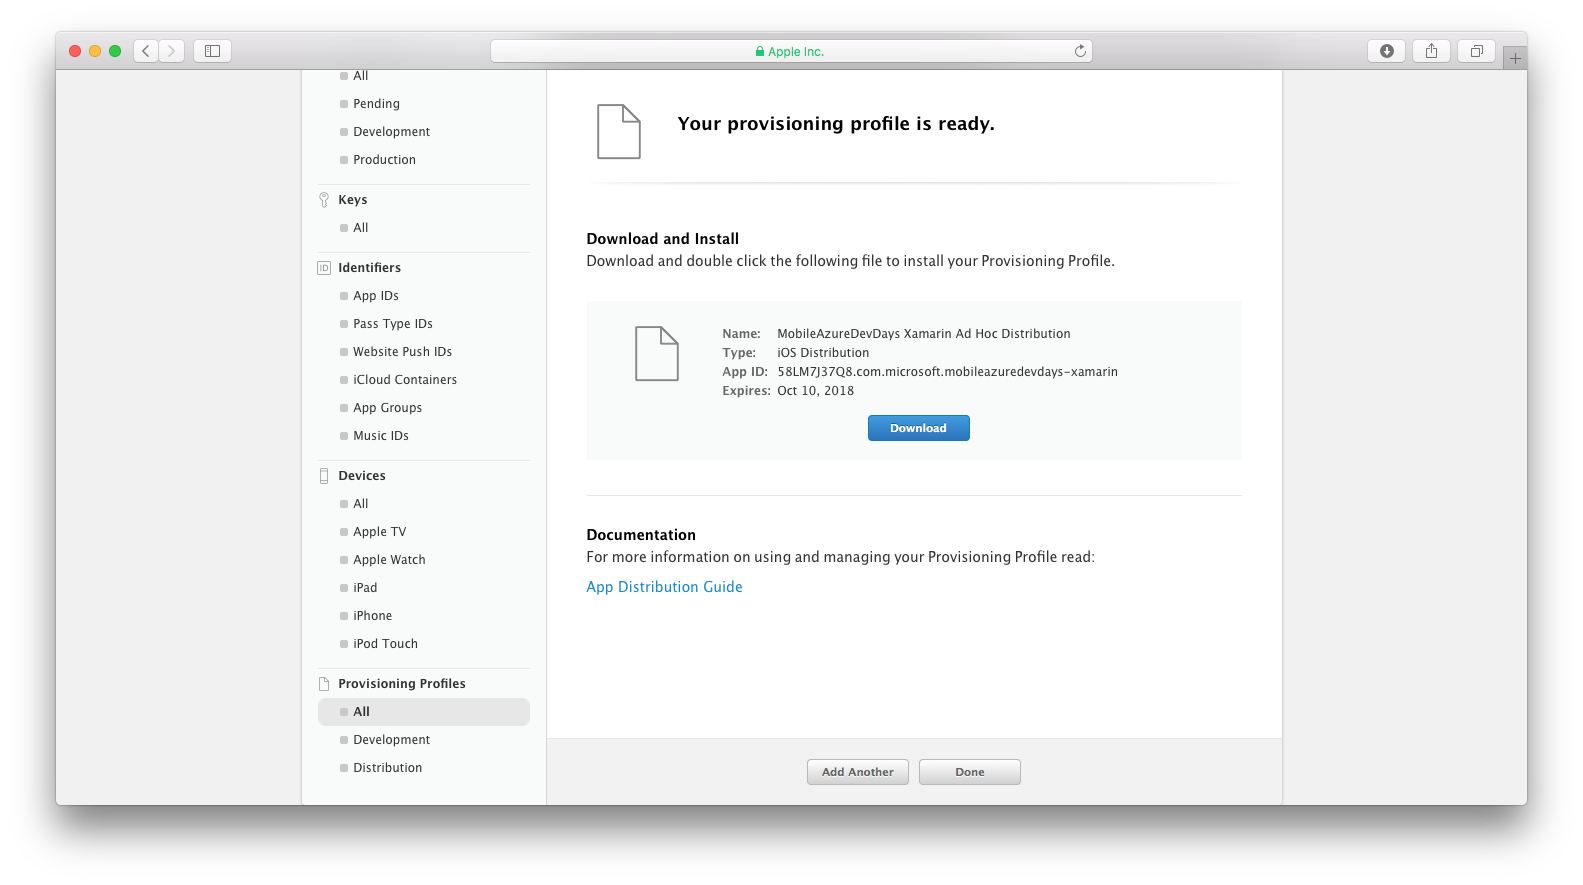 Apple Inc.
All
Pending
Development
Production
Keys
All
ID Identifiers
App IDs
Pass Type IDs
Website Push IDs
iCloud Containers
App Groups
Music IDs
Devices
All
Apple TV
Apple Watch
iPad
iPhone
iPod Touch
Provisioning Profiles
All
Development
Distribution
Your provisioning profile is ready.
Download and Install
Download and double click the following file to install your Provisioning Profile.
Name: MobileAzureDevDays Xamarin Ad Hoc Distribution
Type: iOS Distribution
App ID: 58LM7J37Q8.com.microsoft.mobileazuredevdays-xamarin
Expires: Oct 10, 2018
Download
Documentation
For more information on using and managing your Provisioning Profile read:
App Distribution Guide
Add Another
Done